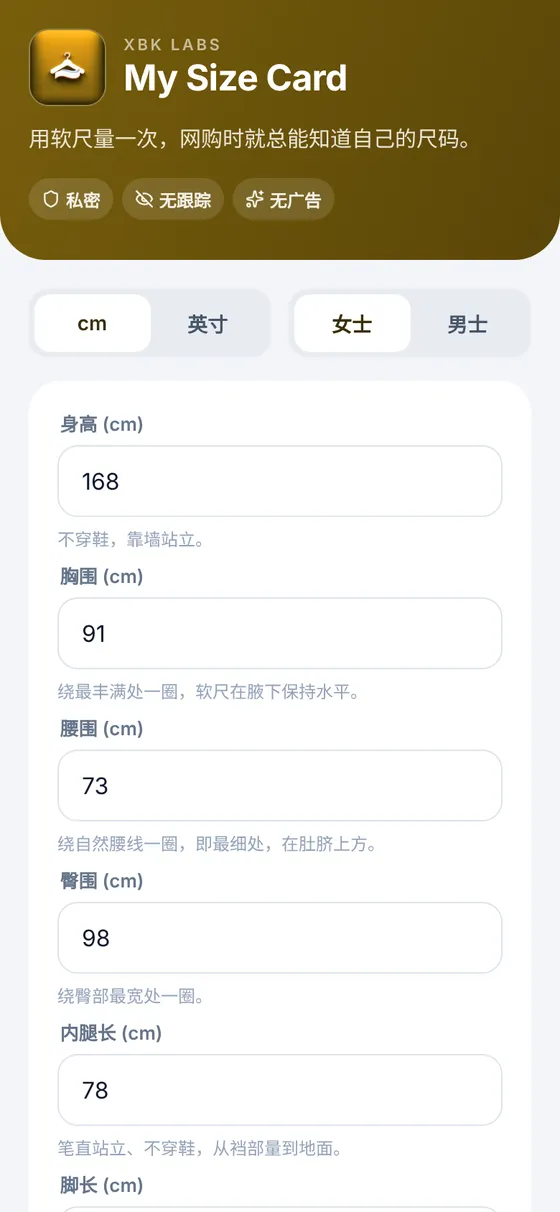 XBK LABS
My Size Card
用软尺量一次，网购时就总能知道自己的尺码。
私密 无跟踪 无广告
cm 英寸 女士 男士
身高 (cm)
168
不穿鞋，靠墙站立。
胸围 (cm)
91
绕最丰满处一圈，软尺在腋下保持水平。
腰围 (cm)
73
绕自然腰线一圈，即最细处，在肚脐上方。
臀围 (cm)
98
绕臀部最宽处一圈。
内腿长 (cm)
78
笔直站立、不穿鞋，从裆部量到地面。
脚长 (cm)